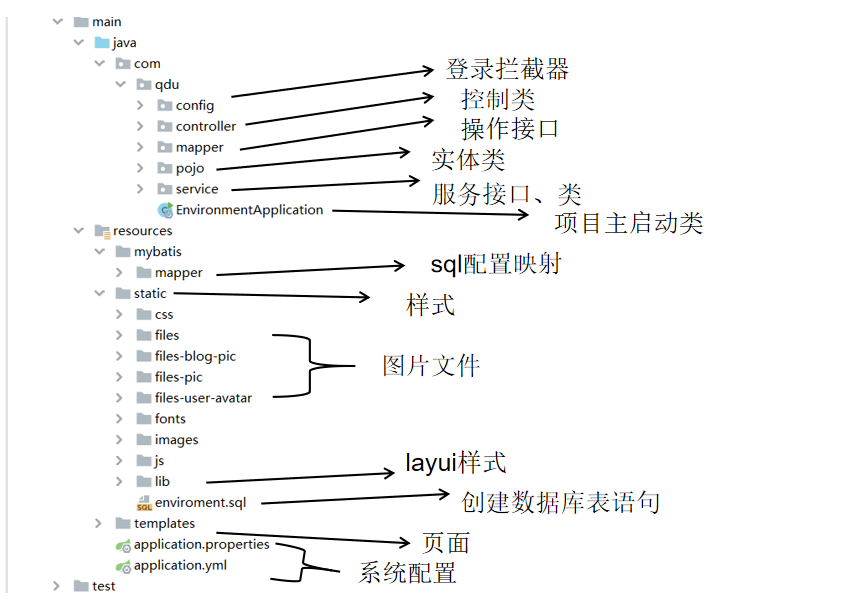 main
java
com
qdu
config
登录拦截器
controller
控制类
mapper
操作接口
pojo
实体类
service
服务接口、类
EnvironmentApplication
项目主启动类
resources
mybatis
mapper
sql配置映射
static
样式
css
files
files-blog-pic
图片文件
files-pic
files-user-avatar
fonts
images
js
layui样式
lib
SQL
enviroment.sql
创建数据库表语句
templates
页面
application.properties
application.yml
系统配置
test